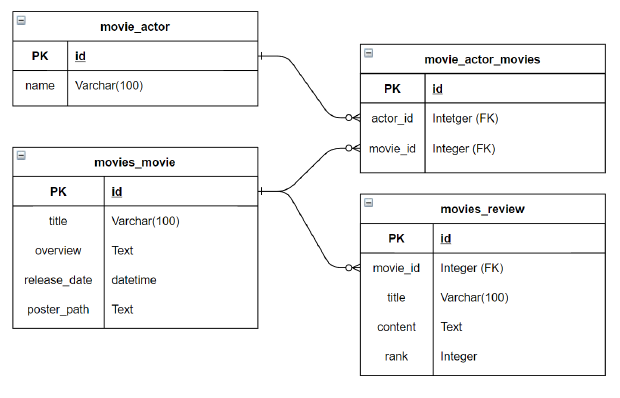 movie_actor
PK id
name Varchar(100)
movie_actor_movies
PK id
actor_id Intetger (FK)
movie_id Integer (FK)
movies_movie
PK id
title Varchar(100)
overview Text
release_date datetime
poster_path Text
movies_review
PK id
movie_id Integer (FK)
title Varchar(100)
content Text
rank Integer